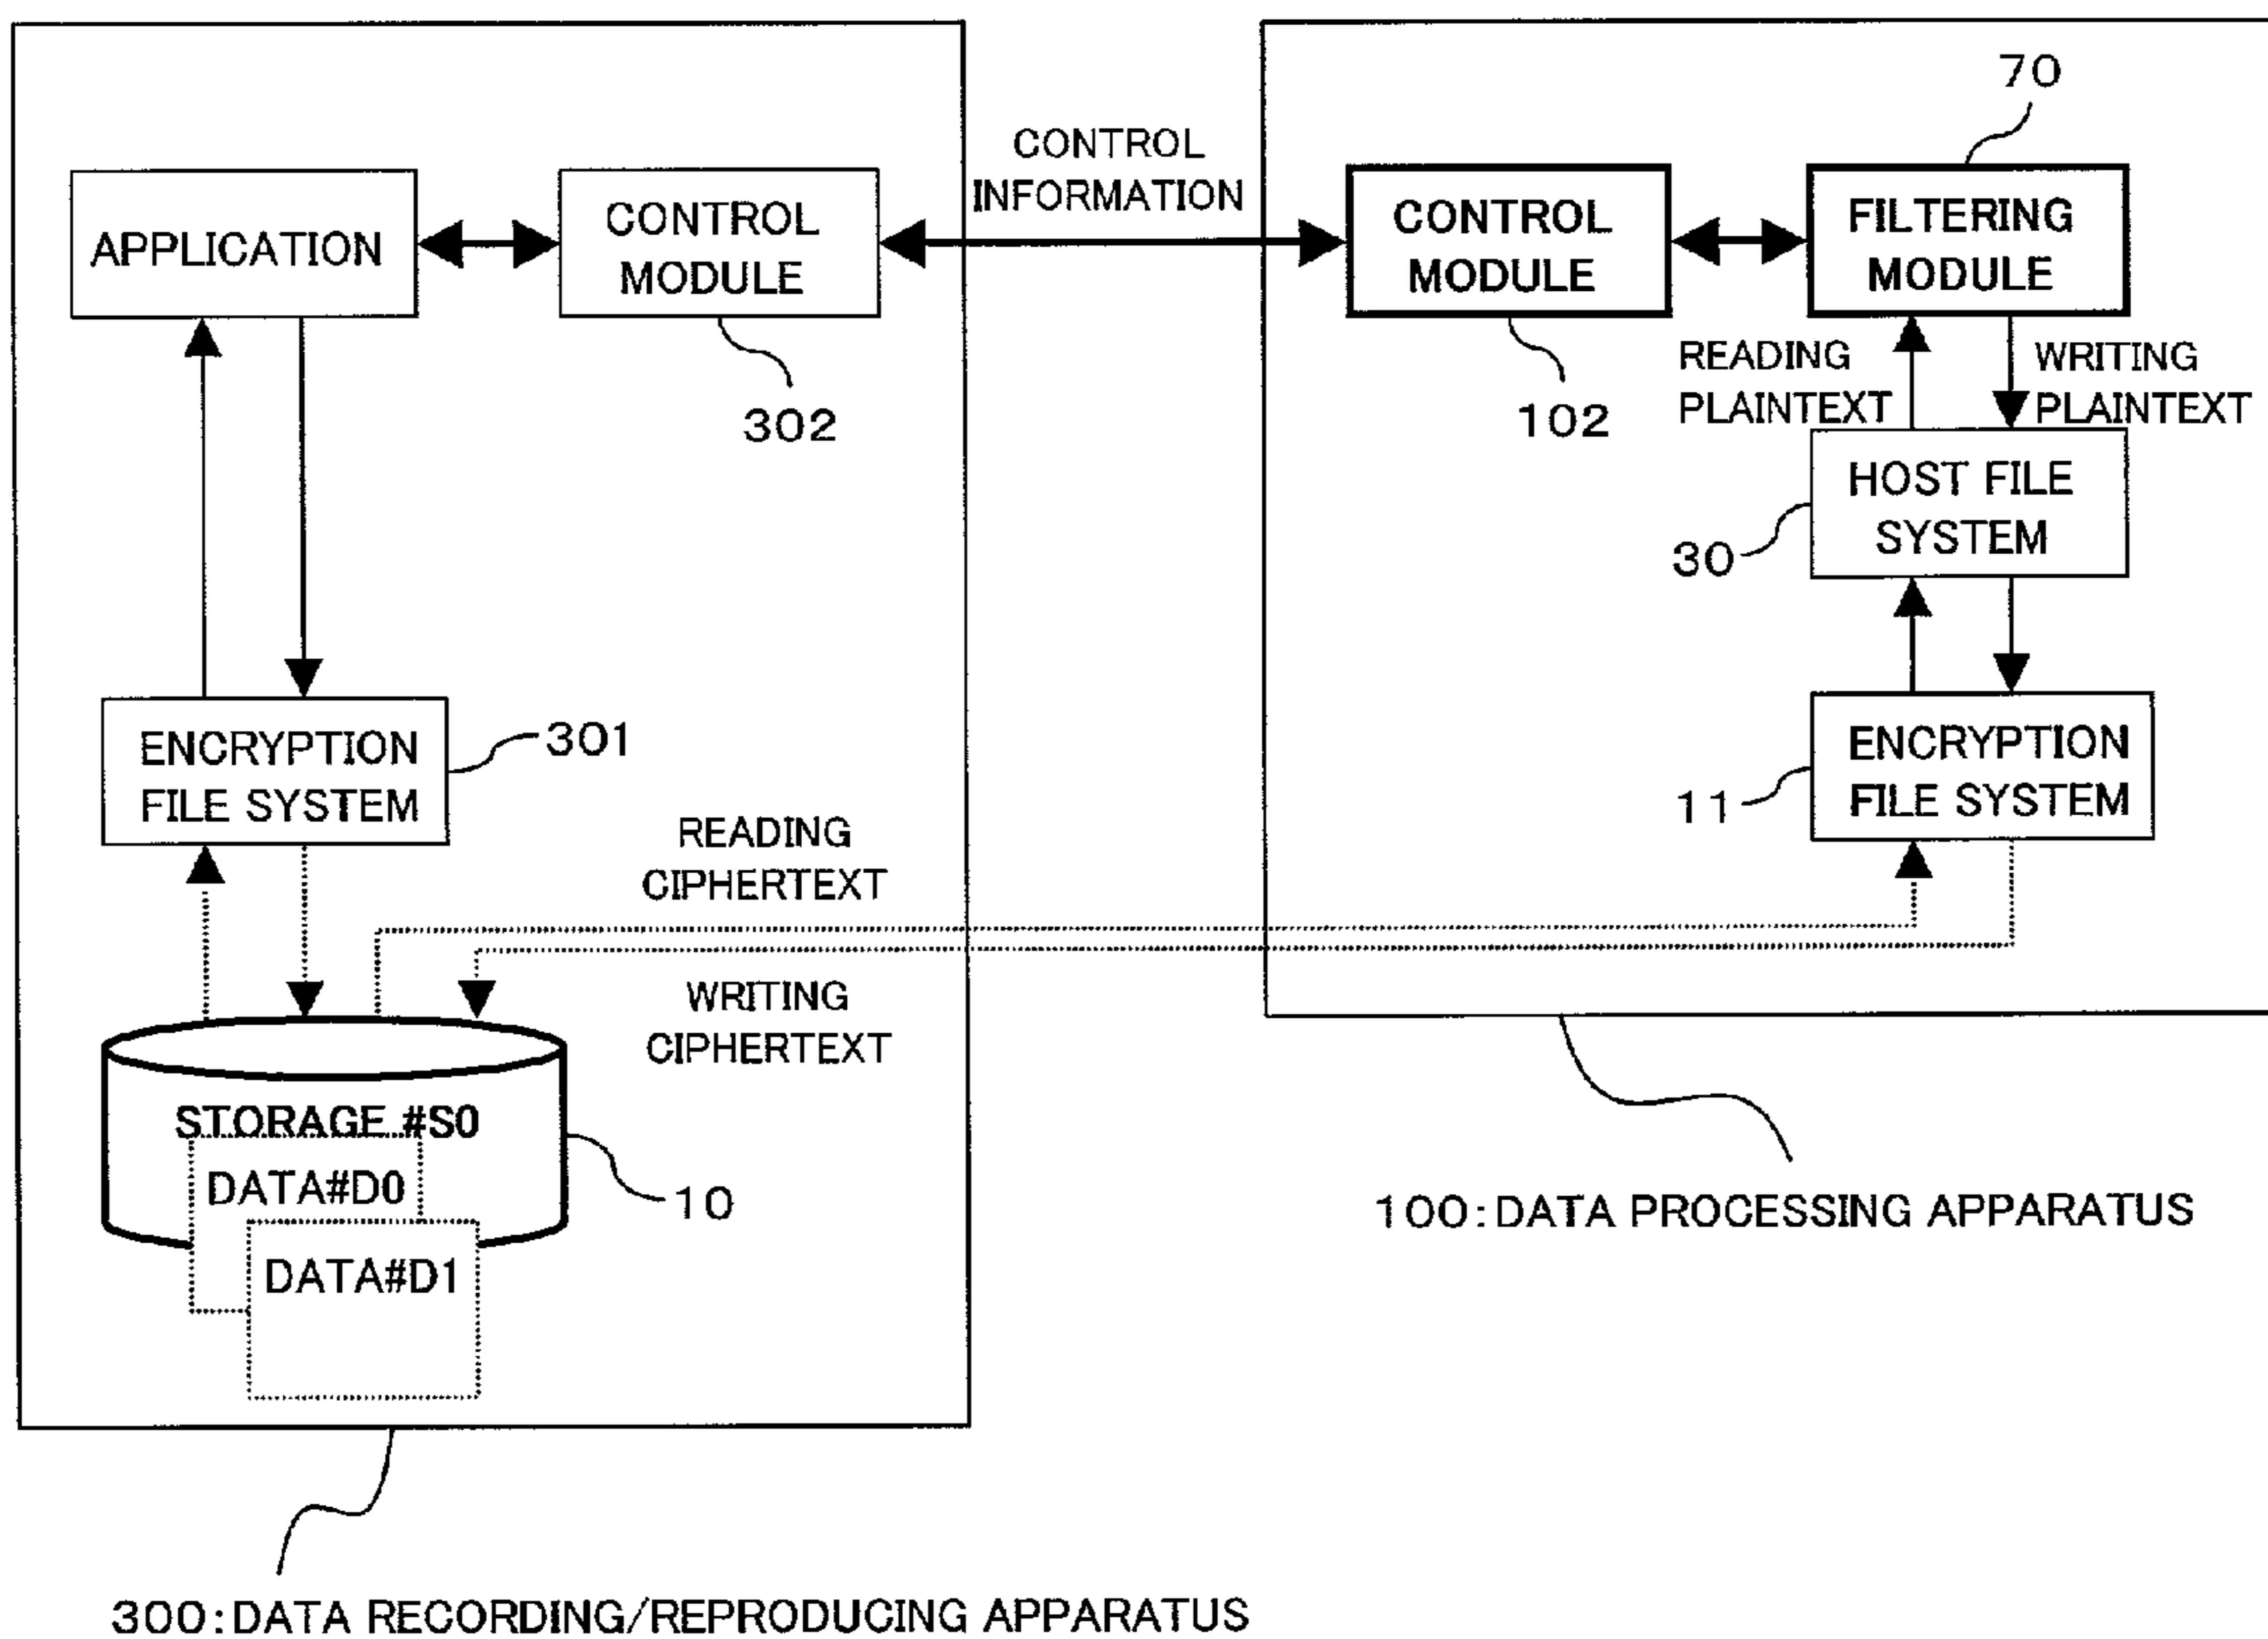 70
CONTROL
INFORMATION
APPLICATION
CONTROL
MODULE
CONTROL
MODULE
FILTERING
MODULE
302
102
READING
PLAINTEXT
WRITING
PLAINTEXT
HOST FILE
SYSTEM
30
ENCRYPTION
FILE SYSTEM
301
ENCRYPTION
FILE SYSTEM
11
READING
CIPHERTEXT
WRITING
CIPHERTEXT
STORAGE #S0
DATA#D0
DATA#D1
10
100:DATA PROCESSING APPARATUS
300:DATA RECORDING/REPRODUCING APPARATUS